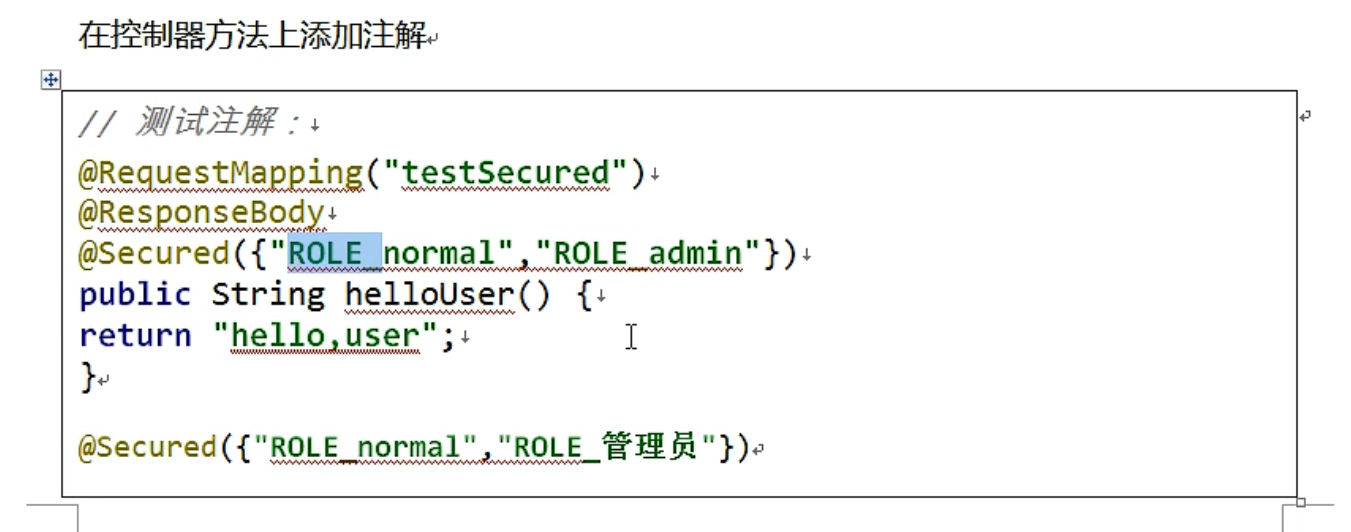 在控制器方法上添加注解
// 测试注解：
@RequestMapping("testSecured")
@ResponseBody
@Secured({"ROLE_normal","ROLE_admin"})
public String helloUser() {
return "hello,user";
}
@Secured({"ROLE_normal","ROLE_管理员"})